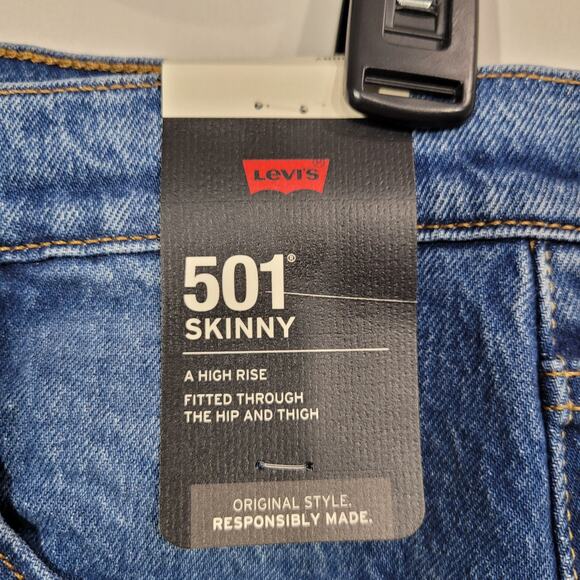 LEVI'S®
501®
SKINNY
A HIGH RISE
FITTED THROUGH
THE HIP AND THIGH
ORIGINAL STYLE.
RESPONSIBLY MADE.